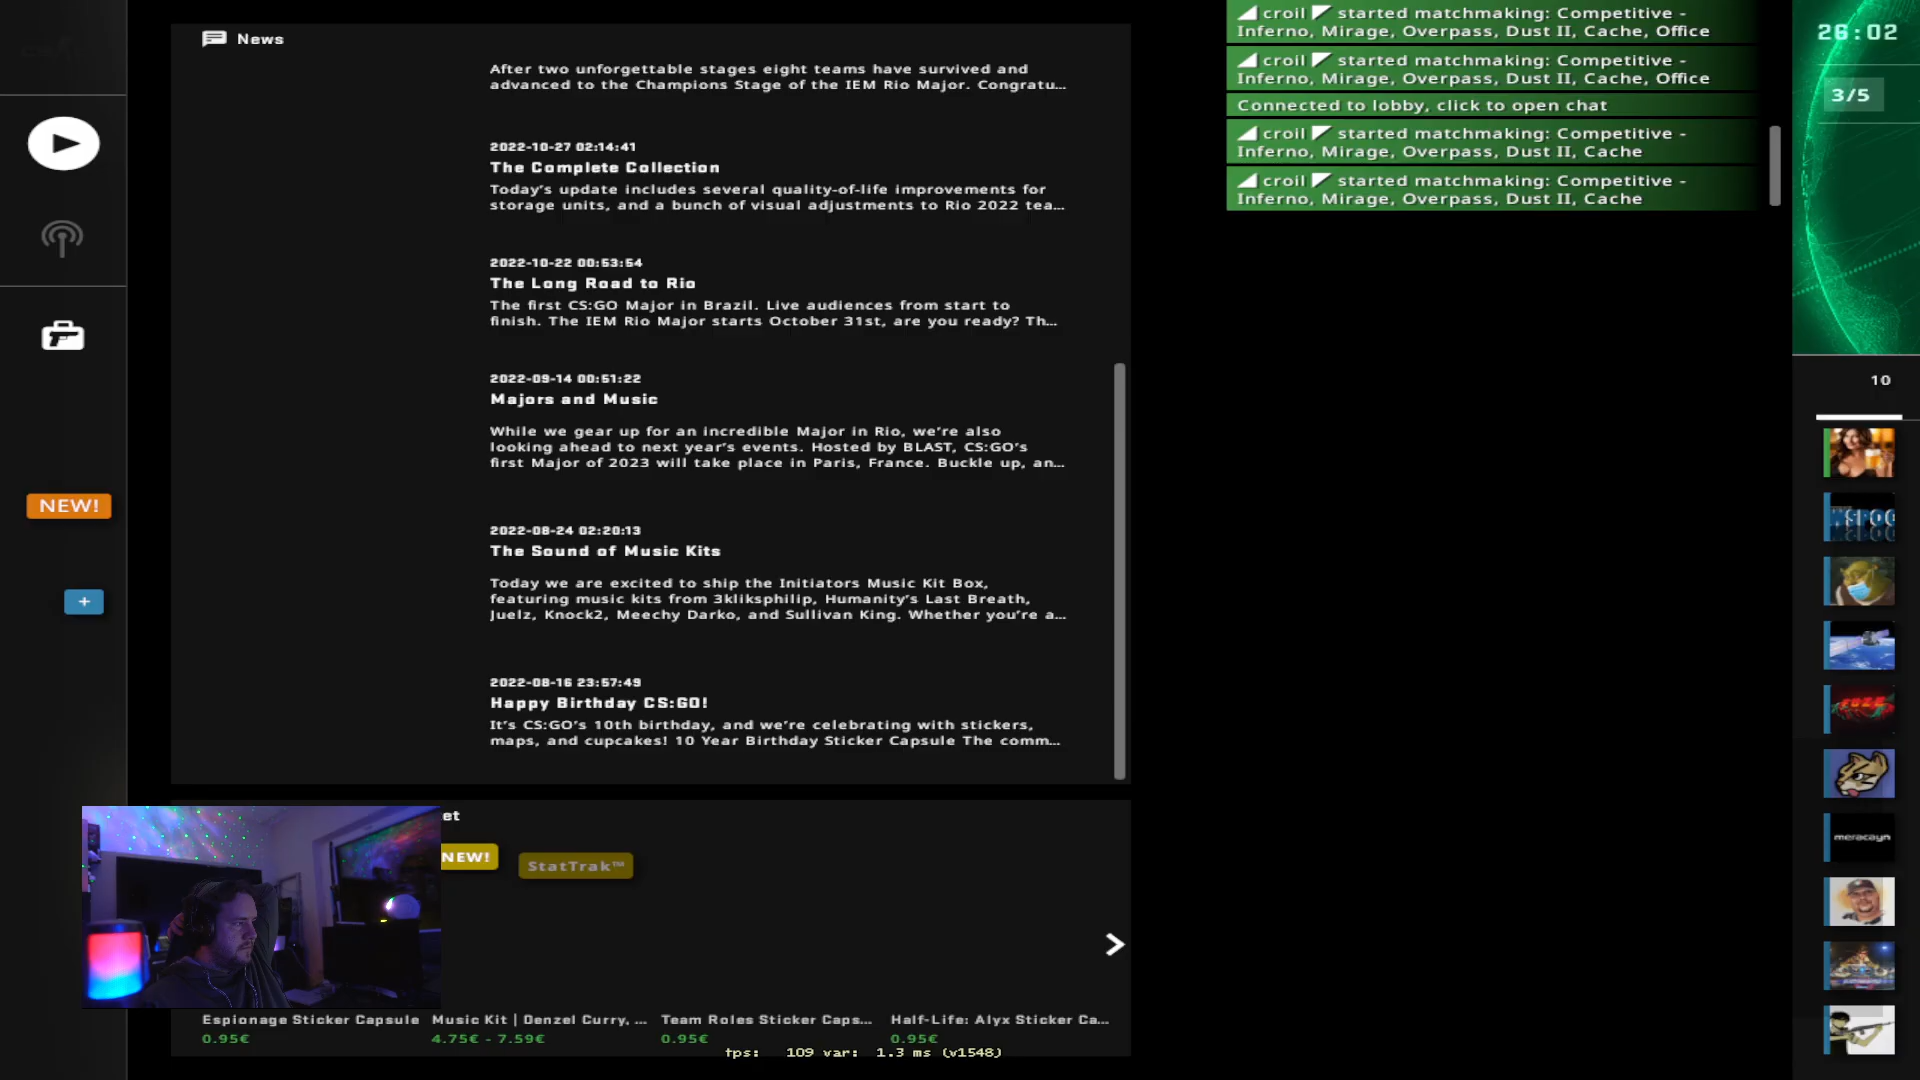 News
After two unforgettable stages eight teams have survived and
advanced to the Champions Stage of the IEM Rio Major. Congratu...
2022-10-27 02:14:41
The Complete Collection
Today's update includes several quality-of-life improvements for
storage units, and a bunch of visual adjustments to Rio 2022 tea...
2022-10-22 00:53:54
The Long Road to Rio
The first CS:GO Major in Brazil. Live audiences from start to
finish. The IEM Rio Major starts October 31st, are you ready? Th...
2022-09-14 00:51:22
Majors and Music
While we gear up for an incredible Major in Rio, we're also
looking ahead to next year's events. Hosted by BLAST, CS:GO's
first Major of 2023 will take place in Paris, France. Buckle up, an...
2022-08-24 02:20:13
The Sound of Music Kits
Today we are excited to ship the Initiators Music Kit Box,
featuring music kits from 3kliksphilip, Humanity's Last Breath,
Juelz, Knock2, Meechy Darko, and Sullivan King. Whether you're a...
2022-08-16 23:57:49
Happy Birthday CS:GO!
It's CS:GO's 10th birthday, and we're celebrating with stickers,
maps, and cupcakes! 10 Year Birthday Sticker Capsule The comm...
NEW!
+
et
NEW!
StatTrak™
Espionage Sticker Capsule
0.95€
Music Kit | Denzel Curry, ...
4.75€ - 7.59€
Team Roles Sticker Caps...
0.95€
Half-Life: Alyx Sticker Ca...
0.95€
fps: 109 var: 1.3 ms (v1548)
◢ croil ◤ started matchmaking: Competitive -
Inferno, Mirage, Overpass, Dust II, Cache, Office
◢ croil ◤ started matchmaking: Competitive -
Inferno, Mirage, Overpass, Dust II, Cache, Office
Connected to lobby, click to open chat
◢ croil ◤ started matchmaking: Competitive -
Inferno, Mirage, Overpass, Dust II, Cache
◢ croil ◤ started matchmaking: Competitive -
Inferno, Mirage, Overpass, Dust II, Cache
26:02
3/5
10
meracayn